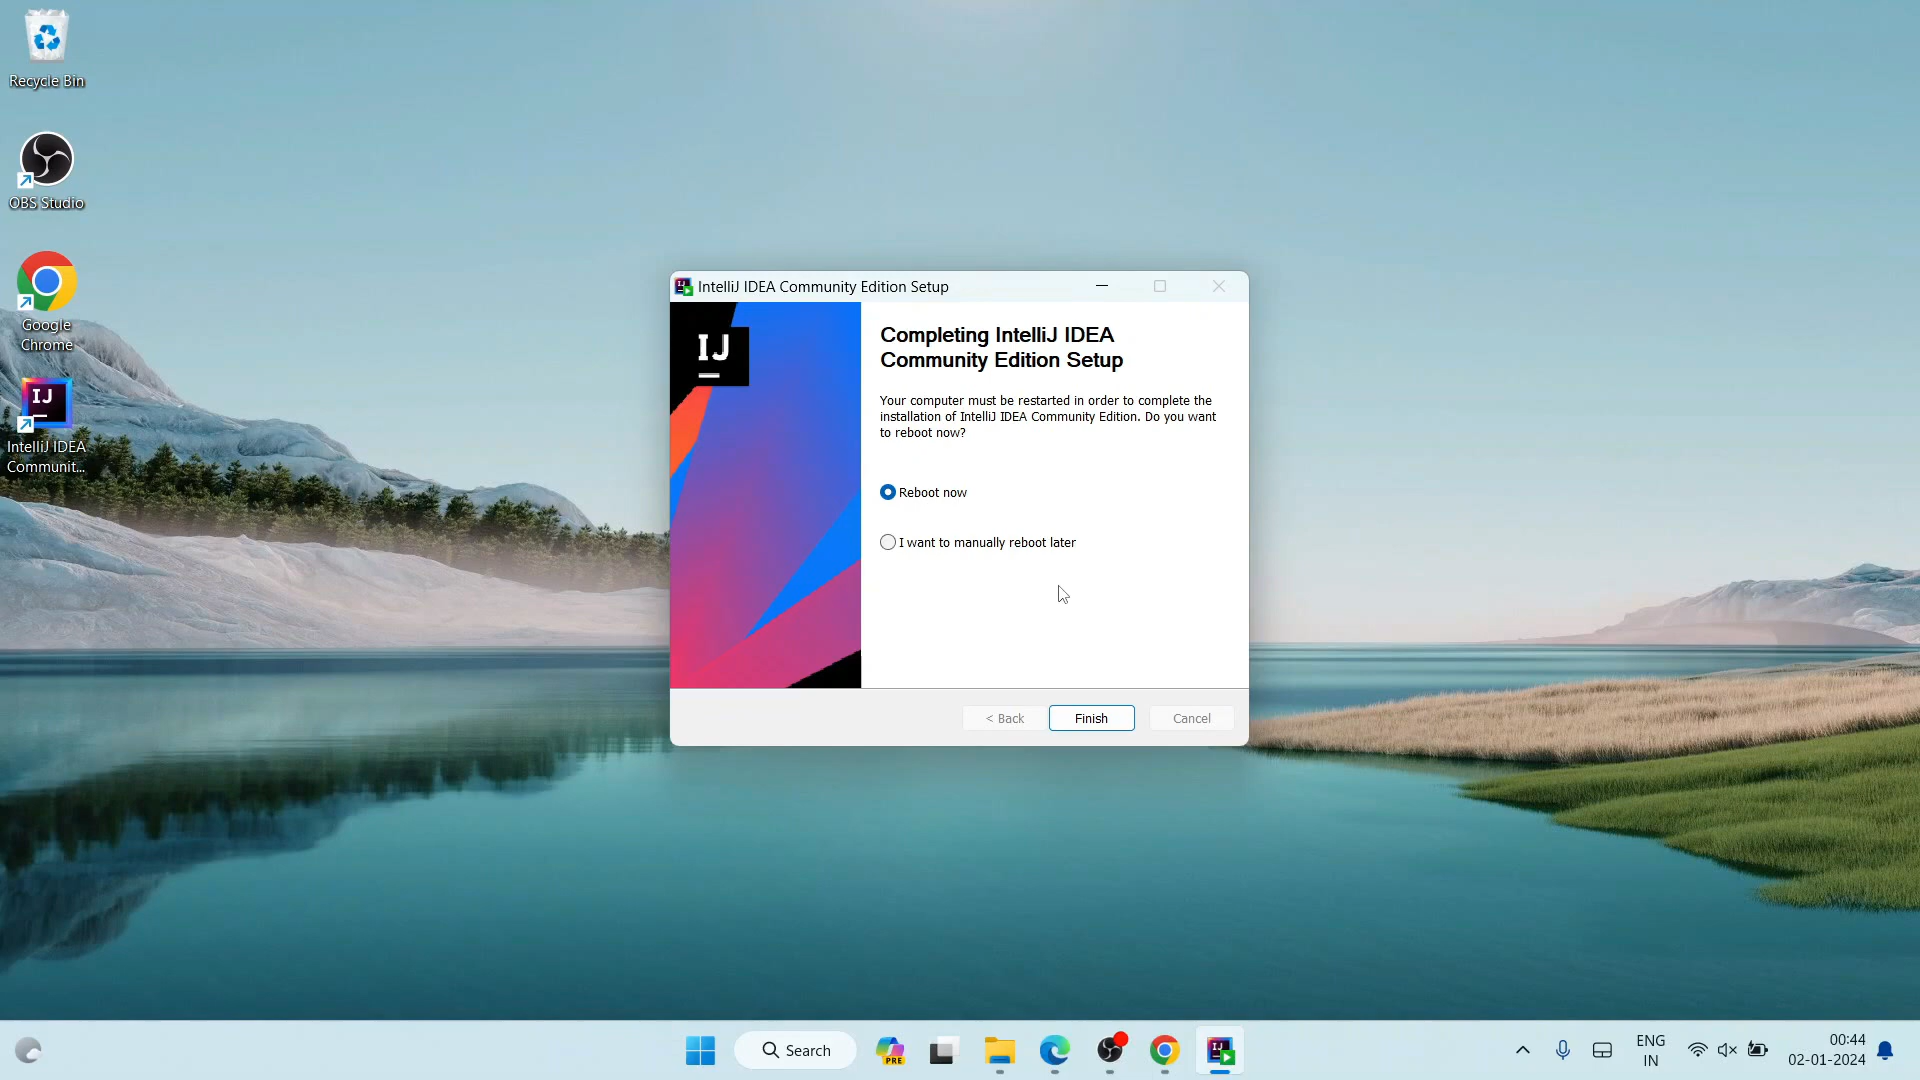 Recycle Bin
OBS Studio
Google
Chrome
IntelliJ IDEA
Communit...
IntelliJ IDEA Community Edition Setup
IJ
Completing IntelliJ IDEA
Community Edition Setup
Your computer must be restarted in order to complete the
installation of IntelliJ IDEA Community Edition. Do you want
to reboot now?
Reboot now
I want to manually reboot later
< Back
Finish
Cancel
Search
PRE
ENG
IN
00:44
02-01-2024